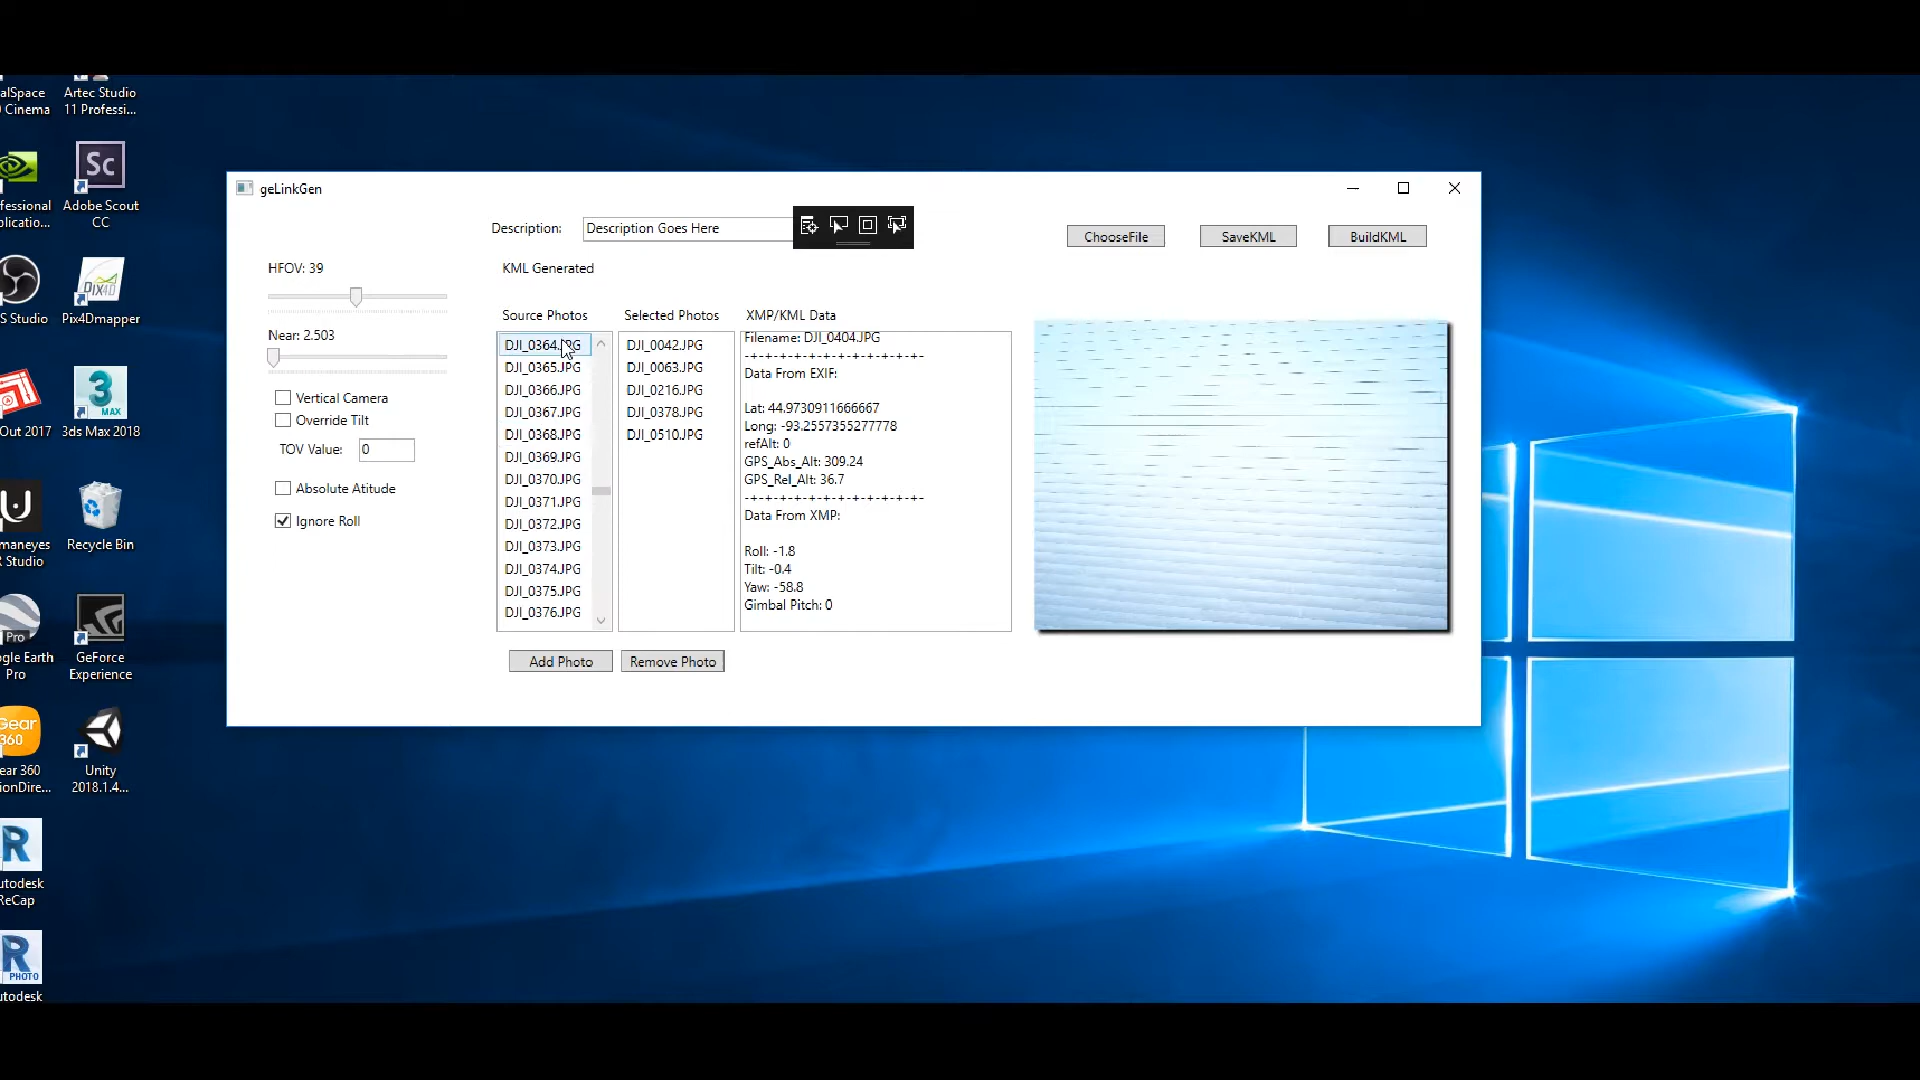 alSpace
Cinema
Artec Studio
11 Professi...
Sc
fessional
plicatio...
Adobe Scout
CC
S Studio
PIX4D
Pix4Dmapper
Out 2017
3
MAX
3ds Max 2018
maneyes
R Studio
Recycle Bin
Pro
gle Earth
Pro
GeForce
Experience
Gear
360
ear 360
ionDire...
Unity
2018.1.4...
R
utodesk
ReCap
R
PHOTO
utodesk
geLinkGen
Description:
Description Goes Here
ChooseFile
SaveKML
BuildKML
HFOV: 39
KML Generated
Near: 2.503
Vertical Camera
Override Tilt
TOV Value:
0
Absolute Atitude
Ignore Roll
Source Photos
DJI_0364.JPG
DJI_0365.JPG
DJI_0366.JPG
DJI_0367.JPG
DJI_0368.JPG
DJI_0369.JPG
DJI_0370.JPG
DJI_0371.JPG
DJI_0372.JPG
DJI_0373.JPG
DJI_0374.JPG
DJI_0375.JPG
DJI_0376.JPG
Selected Photos
DJI_0042.JPG
DJI_0063.JPG
DJI_0216.JPG
DJI_0378.JPG
DJI_0510.JPG
XMP/KML Data
Filename: DJI_0404.JPG
-+-+-+-+-+-+-+-+-+-+-
Data From EXIF:
Lat: 44.9730911666667
Long: -93.2557355277778
refAlt: 0
GPS_Abs_Alt: 309.24
GPS_Rel_Alt: 36.7
-+-+-+-+-+-+-+-+-+-+-
Data From XMP:
Roll: -1.8
Tilt: -0.4
Yaw: -58.8
Gimbal Pitch: 0
Add Photo
Remove Photo